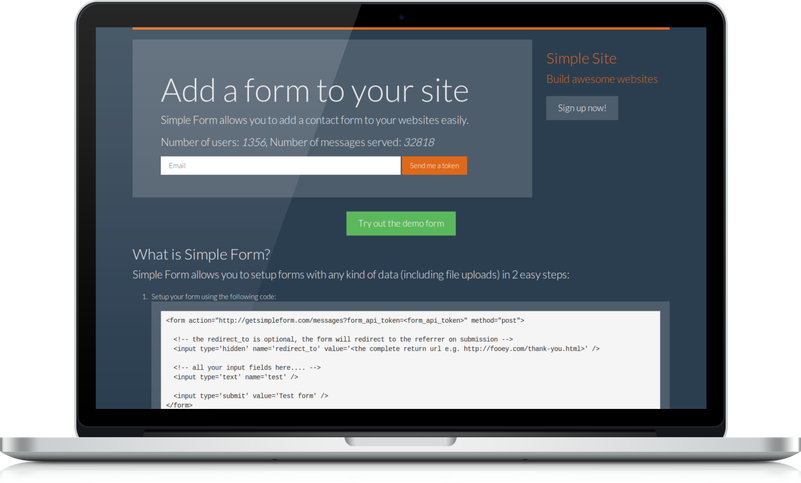 Add a form to your site
Simple Form allows you to add a contact form to your websites easily.
Number of users: 1356, Number of messages served: 32818
Email
Send me a token
Simple Site
Build awesome websites
Sign up now!
Try out the demo form
What is Simple Form?
Simple Form allows you to setup forms with any kind of data (including file uploads) in 2 easy steps:
1. Setup your form using the following code:
<form action="http://getsimpleform.com/messages?form_api_token=<form_api_token>" method="post">
<!-- the redirect_to is optional, the form will redirect to the referrer on submission -->
<input type='hidden' name='redirect_to' value='<the complete return url e.g. http://fooey.com/thank-you.html>' />
<!-- all your input fields here.... -->
<input type='text' name='test' />
<input type='submit' value='Test form' />
</form>